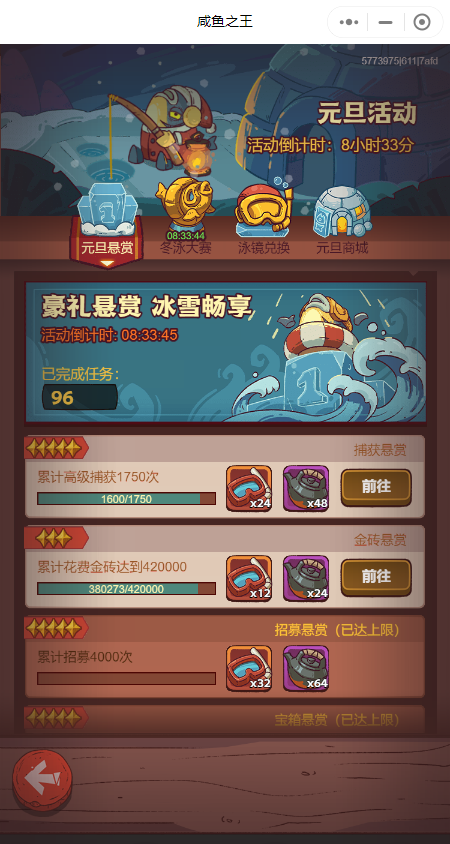 咸鱼之王
5773975|611|7afd
元旦活动
活动倒计时：8小时33分
08:33:44
元旦悬赏
冬泳大赛
泳镜兑换
元旦商城
豪礼悬赏 冰雪畅享
活动倒计时: 08:33:45
已完成任务:
96
捕获悬赏
累计高级捕获1750次
1600/1750
x24
x48
前往
金砖悬赏
累计花费金砖达到420000
380273/420000
x12
x24
前往
招募悬赏（已达上限）
累计招募4000次
x32
x64
宝箱悬赏（已达上限）